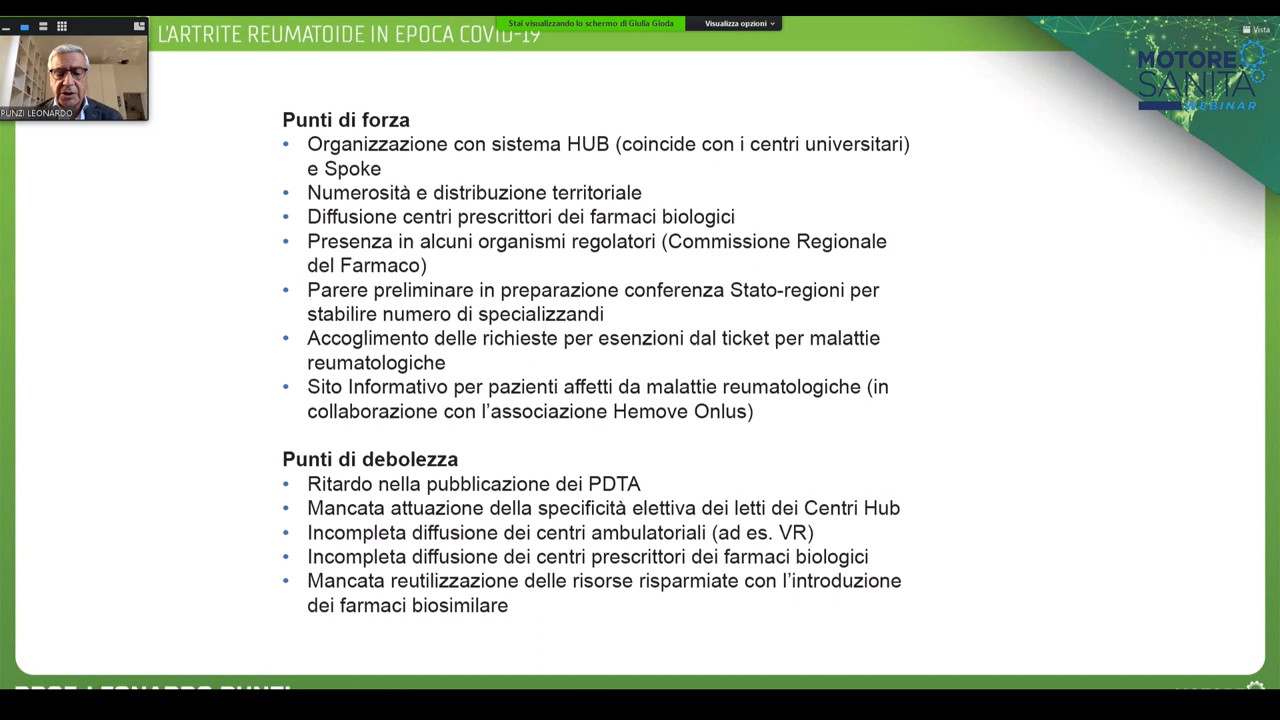 Stai visualizzando lo schermo di Giulia Gioda
Visualizza opzioni
Vista
L'ARTRITE REUMATOIDE IN EPOCA COVID-19
MOTORE
SANITÀ
WEBINAR
PUNZI LEONARDO
Punti di forza
• Organizzazione con sistema HUB (coincide con i centri universitari)
e Spoke
• Numerosità e distribuzione territoriale
• Diffusione centri prescrittori dei farmaci biologici
• Presenza in alcuni organismi regolatori (Commissione Regionale
del Farmaco)
• Parere preliminare in preparazione conferenza Stato-regioni per
stabilire numero di specializzandi
• Accoglimento delle richieste per esenzioni dal ticket per malattie
reumatologiche
• Sito Informativo per pazienti affetti da malattie reumatologiche (in
collaborazione con l'associazione Hemove Onlus)
Punti di debolezza
• Ritardo nella pubblicazione dei PDTA
• Mancata attuazione della specificità elettiva dei letti dei Centri Hub
• Incompleta diffusione dei centri ambulatoriali (ad es. VR)
• Incompleta diffusione dei centri prescrittori dei farmaci biologici
• Mancata reutilizzazione delle risorse risparmiate con l'introduzione
dei farmaci biosimilare
PROF. LEONARDO PUNZI
MOTORE